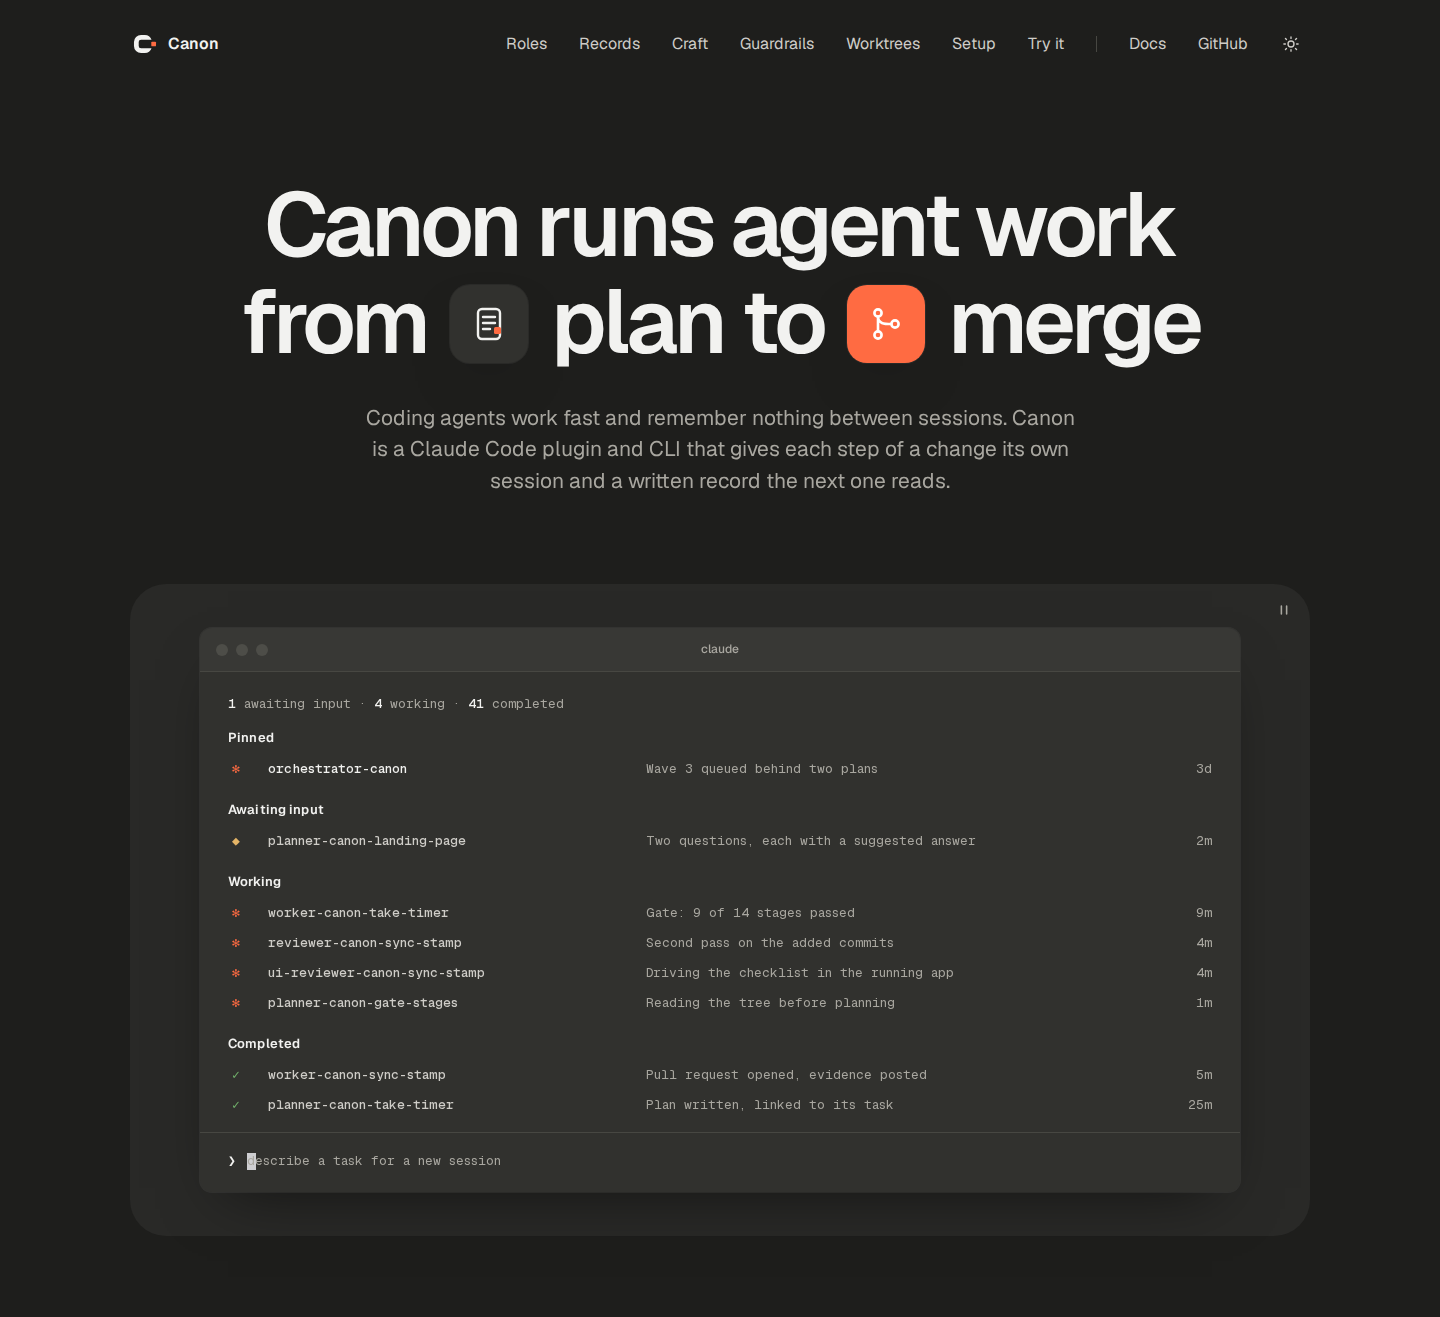 Canon
Roles
Records
Craft
Guardrails
Worktrees
Setup
Try it
Docs
GitHub
Canon runs agent work
from plan to merge
Coding agents work fast and remember nothing between sessions. Canon
is a Claude Code plugin and CLI that gives each step of a change its own
session and a written record the next one reads.
claude
1 awaiting input · 4 working · 41 completed
Pinned
✻ orchestrator-canon Wave 3 queued behind two plans 3d
Awaiting input
◆ planner-canon-landing-page Two questions, each with a suggested answer 2m
Working
✻ worker-canon-take-timer Gate: 9 of 14 stages passed 9m
✻ reviewer-canon-sync-stamp Second pass on the added commits 4m
✻ ui-reviewer-canon-sync-stamp Driving the checklist in the running app 4m
✻ planner-canon-gate-stages Reading the tree before planning 1m
Completed
✓ worker-canon-sync-stamp Pull request opened, evidence posted 5m
✓ planner-canon-take-timer Plan written, linked to its task 25m
❯ describe a task for a new session